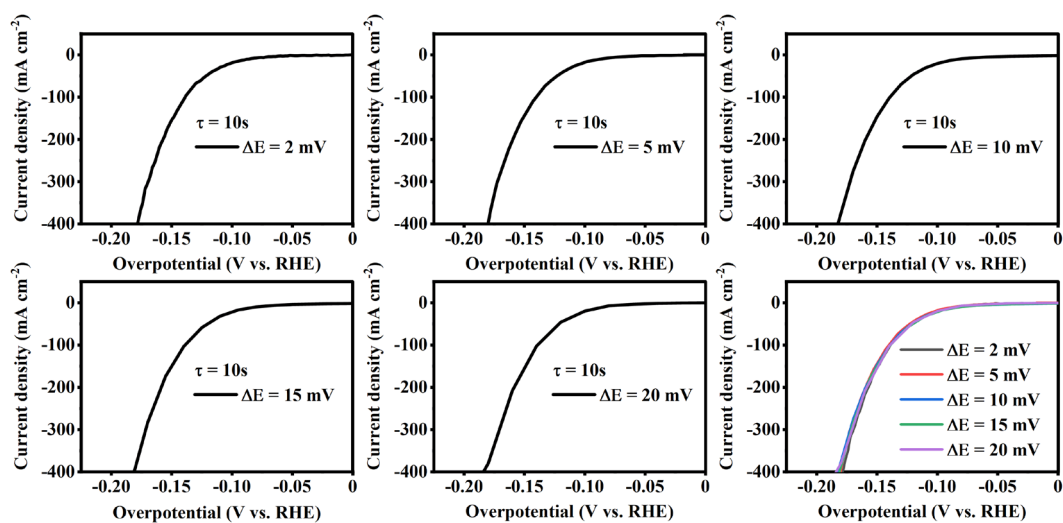 Current density (mA cm-2)
0
-100
-200
-300
-400
τ = 10s
ΔE = 2 mV
-0.20
-0.15
-0.10
-0.05
0
Overpotential (V vs. RHE)
Current density (mA cm-2)
0
-100
-200
-300
-400
τ = 10s
ΔE = 5 mV
-0.20
-0.15
-0.10
-0.05
0
Overpotential (V vs. RHE)
Current density (mA cm-2)
0
-100
-200
-300
-400
τ = 10s
ΔE = 10 mV
-0.20
-0.15
-0.10
-0.05
0
Overpotential (V vs. RHE)
Current density (mA cm-2)
0
-100
-200
-300
-400
τ = 10s
ΔE = 15 mV
-0.20
-0.15
-0.10
-0.05
0
Overpotential (V vs. RHE)
Current density (mA cm-2)
0
-100
-200
-300
-400
τ = 10s
ΔE = 20 mV
-0.20
-0.15
-0.10
-0.05
0
Overpotential (V vs. RHE)
Current density (mA cm-2)
0
-100
-200
-300
-400
ΔE = 2 mV
ΔE = 5 mV
ΔE = 10 mV
ΔE = 15 mV
ΔE = 20 mV
-0.20
-0.15
-0.10
-0.05
0
Overpotential (V vs. RHE)